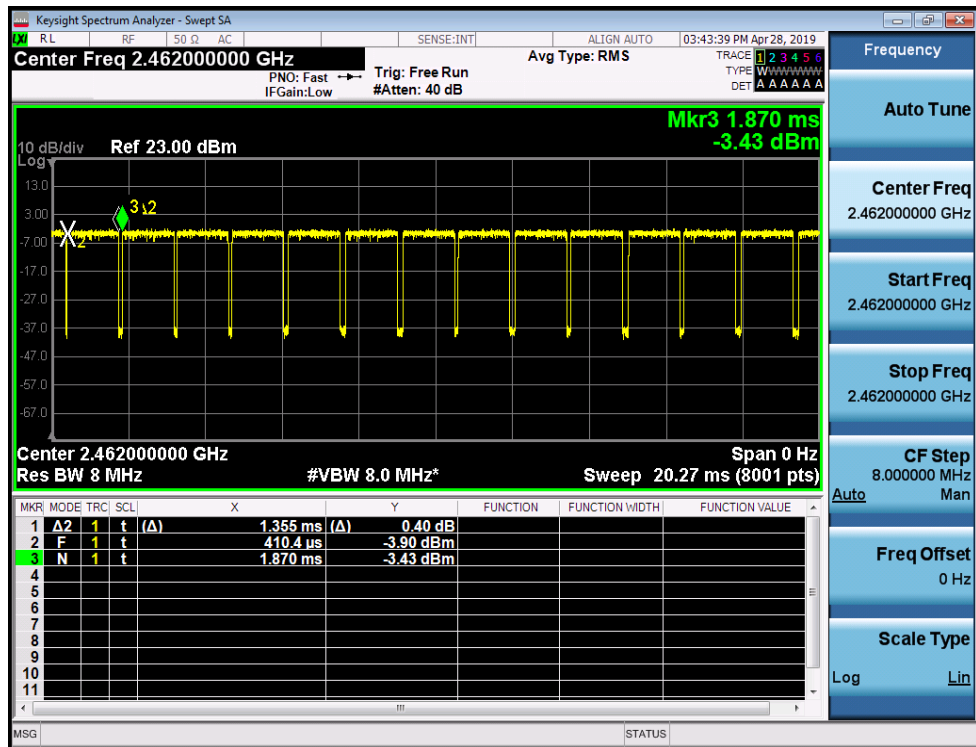 Keysight Spectrum Analyzer - Swept SA
LXI RL RF 50 Ω AC SENSE:INT ALIGN AUTO 03:43:39 PM Apr 28, 2019
Center Freq 2.462000000 GHz
PNO: Fast
IFGain:Low
Trig: Free Run
#Atten: 40 dB
Avg Type: RMS
TRACE 1 2 3 4 5 6
TYPE WWWWWW
DET A A A A A A
Mkr3 1.870 ms
-3.43 dBm
10 dB/div Ref 23.00 dBm
Log
13.0
3.00
-7.00
-17.0
-27.0
-37.0
-47.0
-57.0
-67.0
3
Δ2
2
Center 2.462000000 GHz Span 0 Hz
Res BW 8 MHz #VBW 8.0 MHz* Sweep 20.27 ms (8001 pts)
MKR MODE TRC SCL X Y FUNCTION FUNCTION WIDTH FUNCTION VALUE
1 Δ2 1 t (Δ) 1.355 ms (Δ) 0.40 dB
2 F 1 t 410.4 µs -3.90 dBm
3 N 1 t 1.870 ms -3.43 dBm
4
5
6
7
8
9
10
11
MSG STATUS
Frequency
Auto Tune
Center Freq
2.462000000 GHz
Start Freq
2.462000000 GHz
Stop Freq
2.462000000 GHz
CF Step
8.000000 MHz
Auto Man
Freq Offset
0 Hz
Scale Type
Log Lin